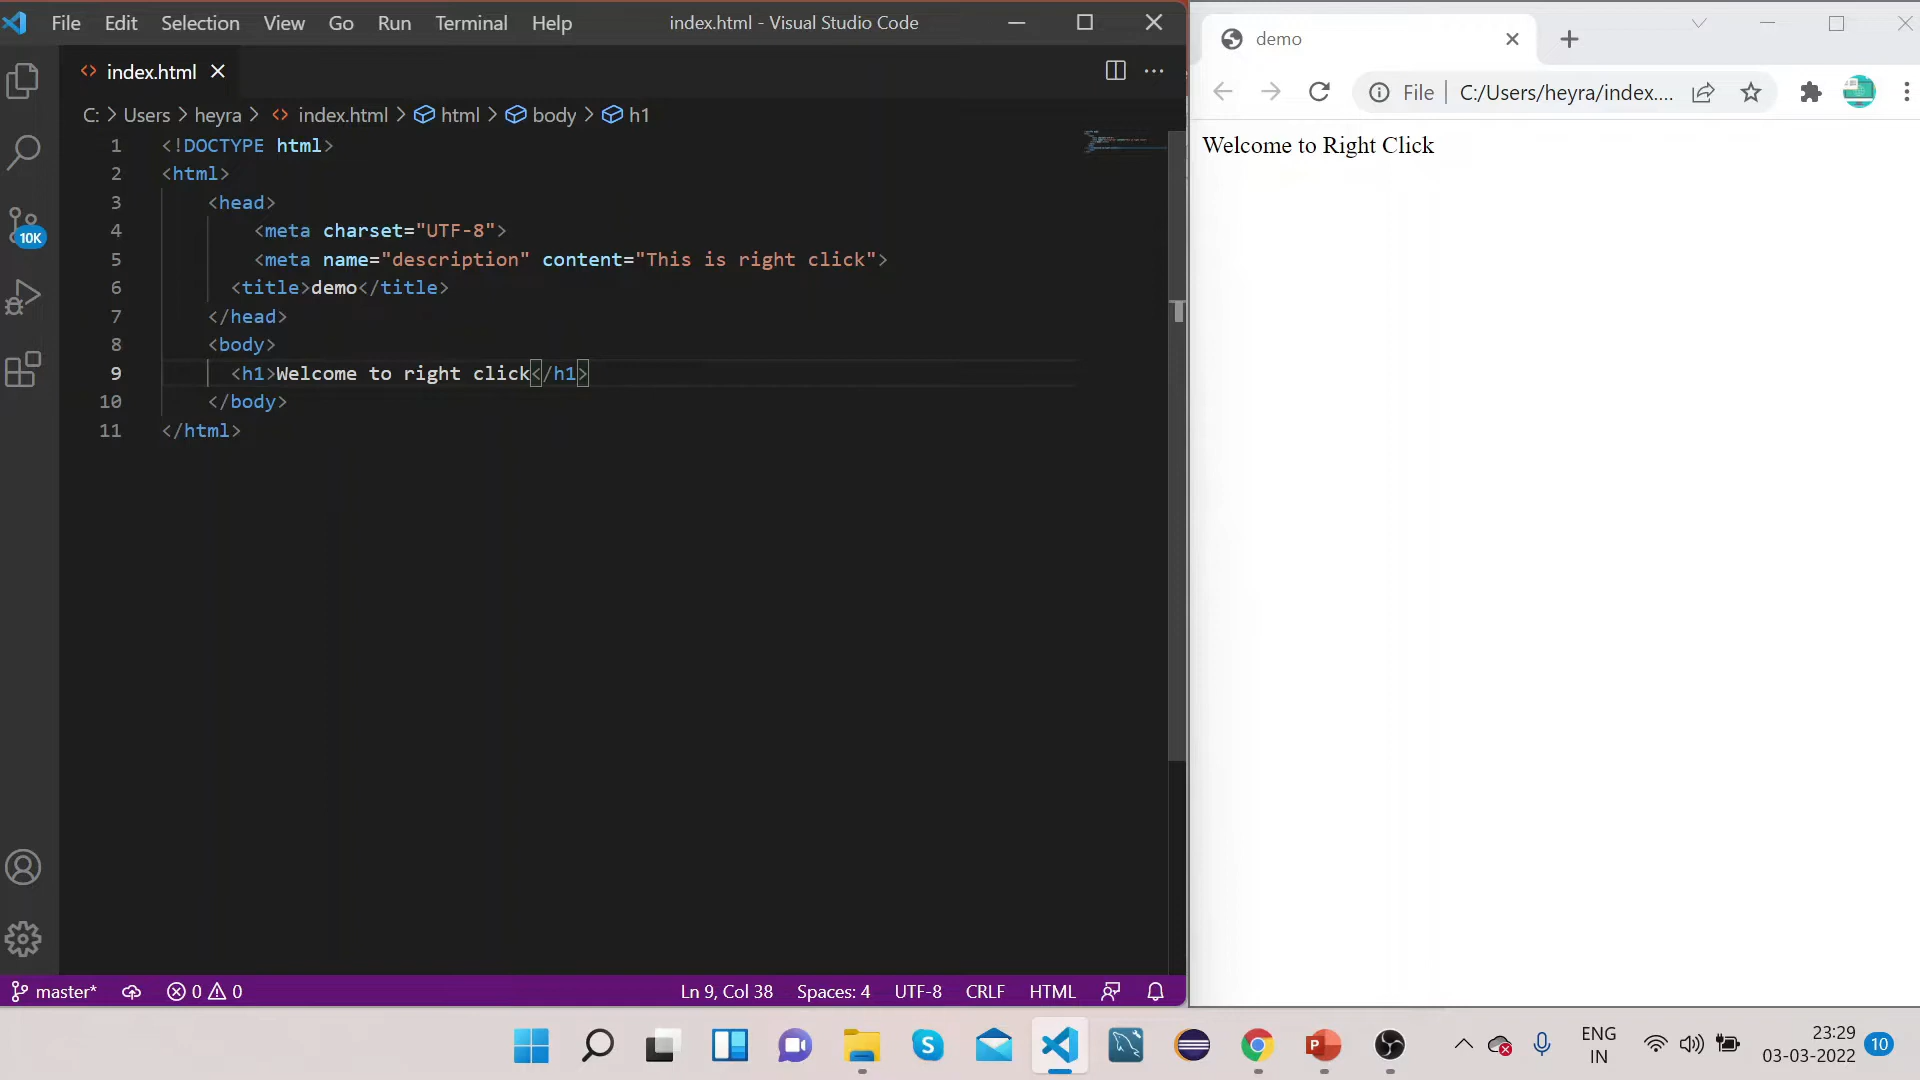 File Edit Selection View Go Run Terminal Help index.html - Visual Studio Code
index.html
C: > Users > heyra > index.html > html > body > h1
1 <!DOCTYPE html>
2 <html>
3 <head>
4 <meta charset="UTF-8">
5 <meta name="description" content="This is right click">
6 <title>demo</title>
7 </head>
8 <body>
9 <h1>Welcome to right click</h1>
10 </body>
11 </html>
10K
master* 0 0 Ln 9, Col 38 Spaces: 4 UTF-8 CRLF HTML
demo
File C:/Users/heyra/index....
Welcome to Right Click
ENG
IN
23:29
03-03-2022
10